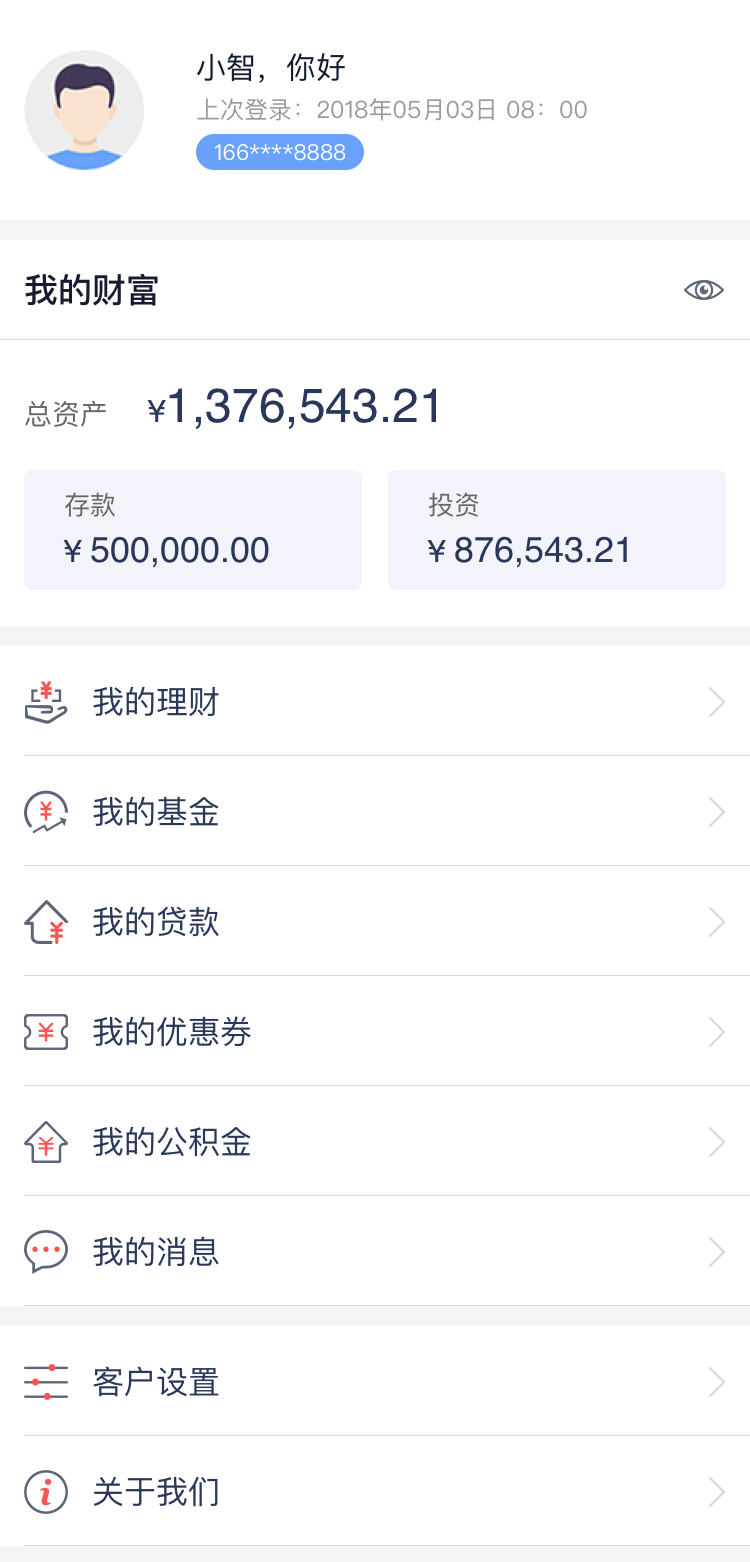 小智，你好
上次登录：2018年05月03日 08：00
166****8888
我的财富
总资产 ¥1,376,543.21
存款 投资
¥ 500,000.00 ¥ 876,543.21
我的理财
我的基金
我的贷款
我的优惠券
我的公积金
我的消息
客户设置
关于我们